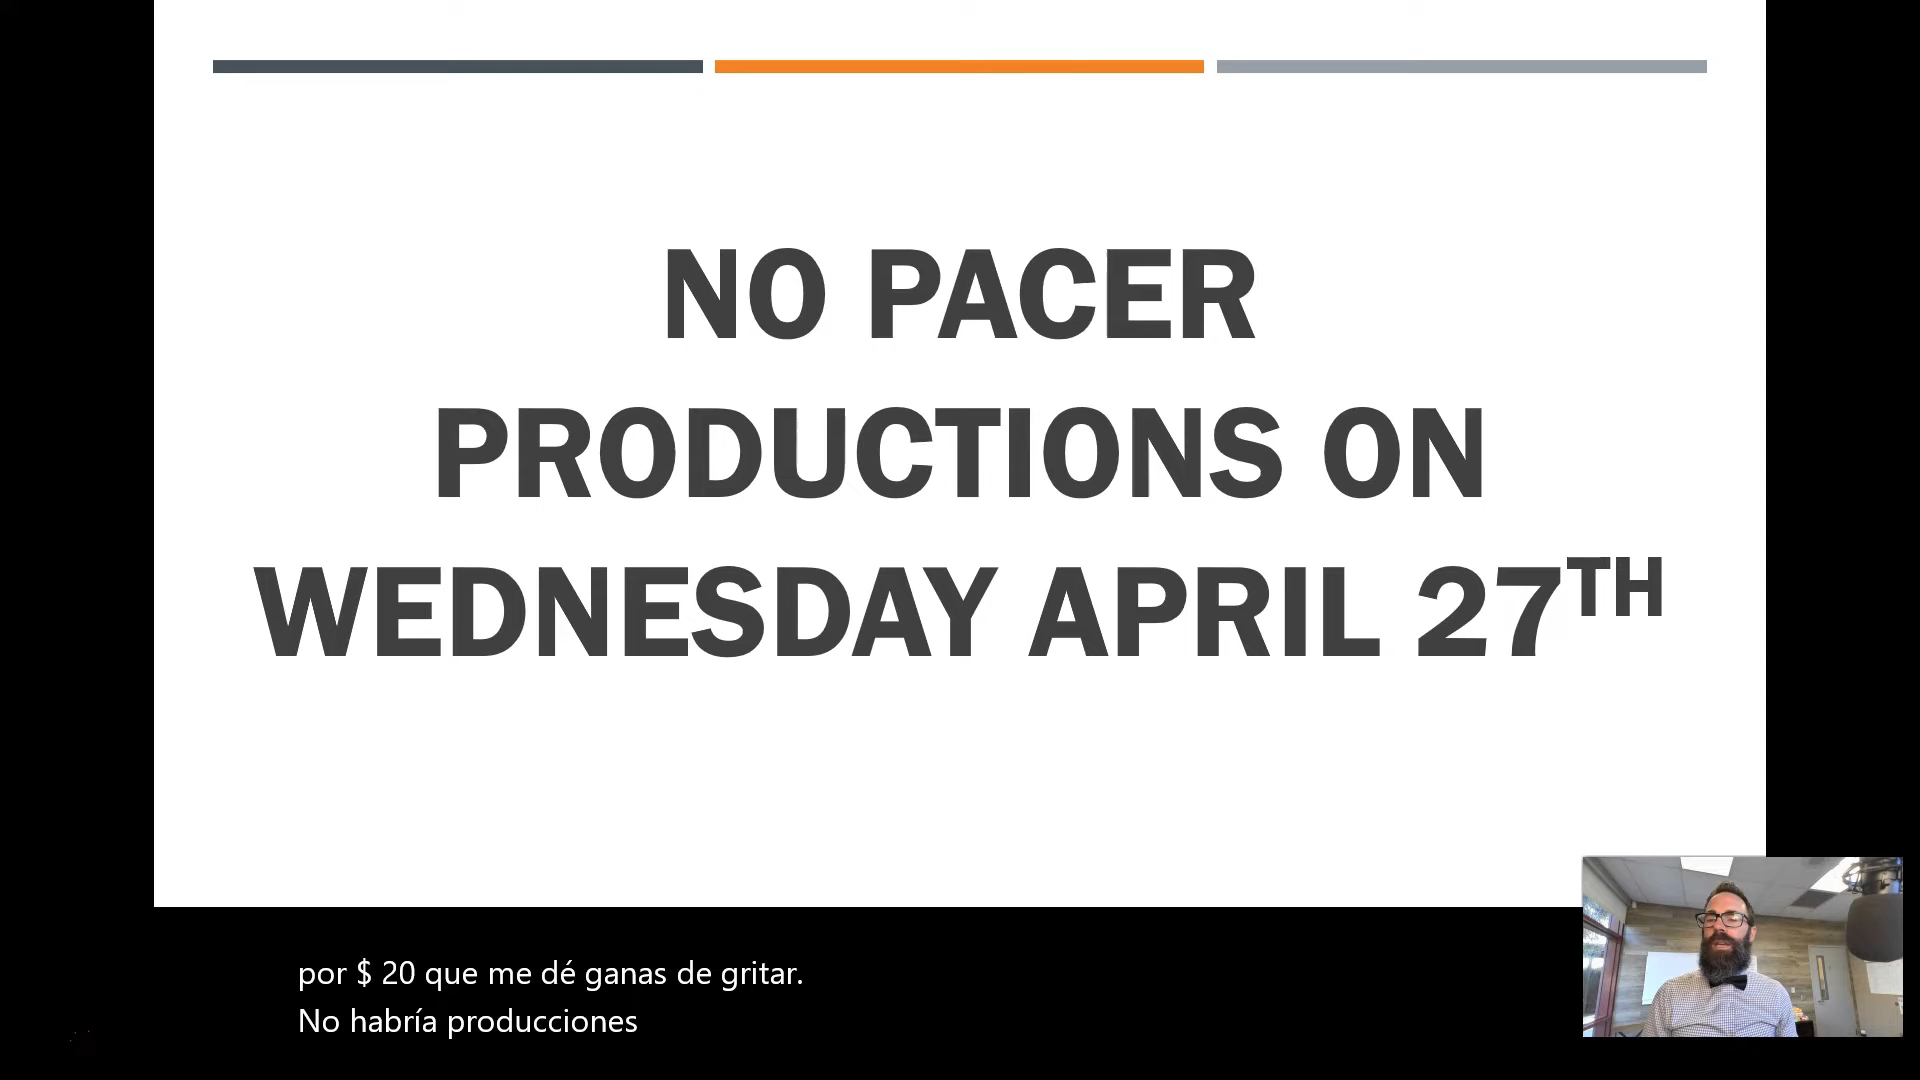 NO PACER
PRODUCTIONS ON
WEDNESDAY APRIL 27TH
por $ 20 que me dé ganas de gritar.
No habría producciones